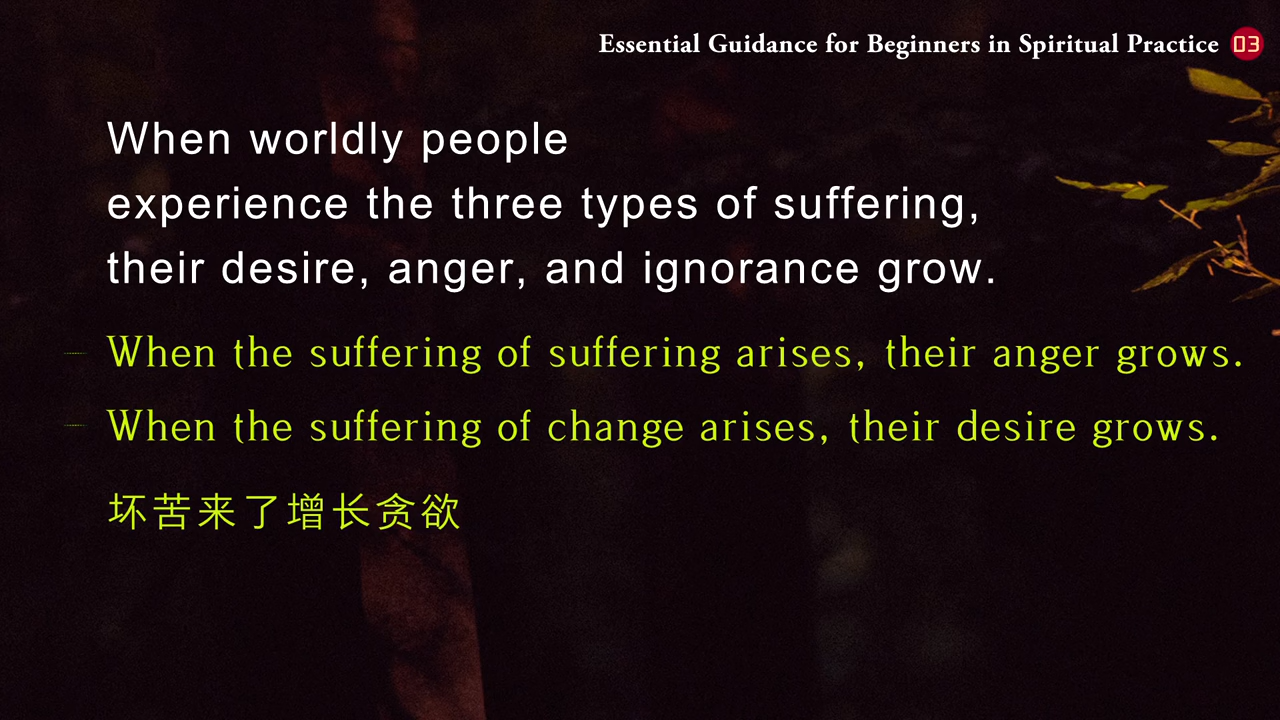 Essential Guidance for Beginners in Spiritual Practice 03
When worldly people
experience the three types of suffering,
their desire, anger, and ignorance grow.
When the suffering of suffering arises, their anger grows.
When the suffering of change arises, their desire grows.
坏苦来了增长贪欲